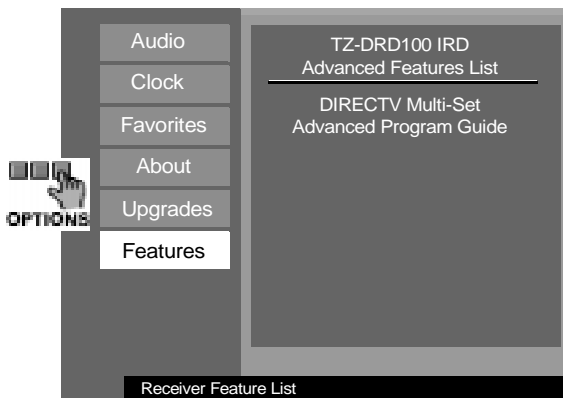 Audio
Clock
Favorites
About
Upgrades
Features
OPTIONS
TZ-DRD100 IRD
Advanced Features List
DIRECTV Multi-Set
Advanced Program Guide
Receiver Feature List